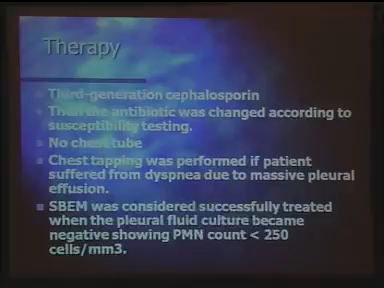 Therapy
Third-generation cephalosporin
Then the antibiotic was changed according to
susceptibility testing.
No chest tube
Chest tapping was performed if patient
suffered from dyspnea due to massive pleural
effusion.
SBEM was considered successfully treated
when the pleural fluid culture became
negative showing PMN count < 250
cells/mm3.